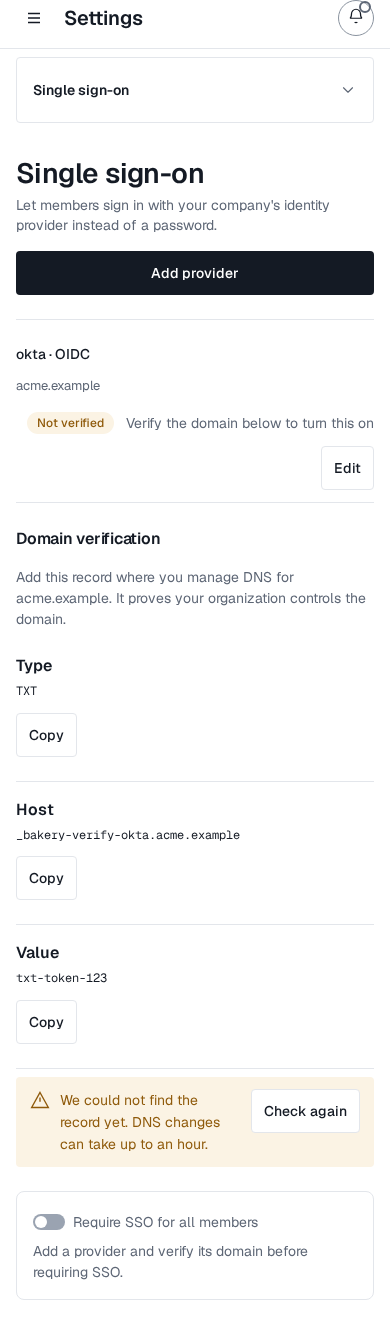 Settings
Single sign-on
Single sign-on
Let members sign in with your company's identity
provider instead of a password.
Add provider
okta · OIDC
acme.example
Not verified Verify the domain below to turn this on
Edit
Domain verification
Add this record where you manage DNS for
acme.example. It proves your organization controls the
domain.
Type
TXT
Copy
Host
_bakery-verify-okta.acme.example
Copy
Value
txt-token-123
Copy
We could not find the
record yet. DNS changes
can take up to an hour.
Check again
Require SSO for all members
Add a provider and verify its domain before
requiring SSO.